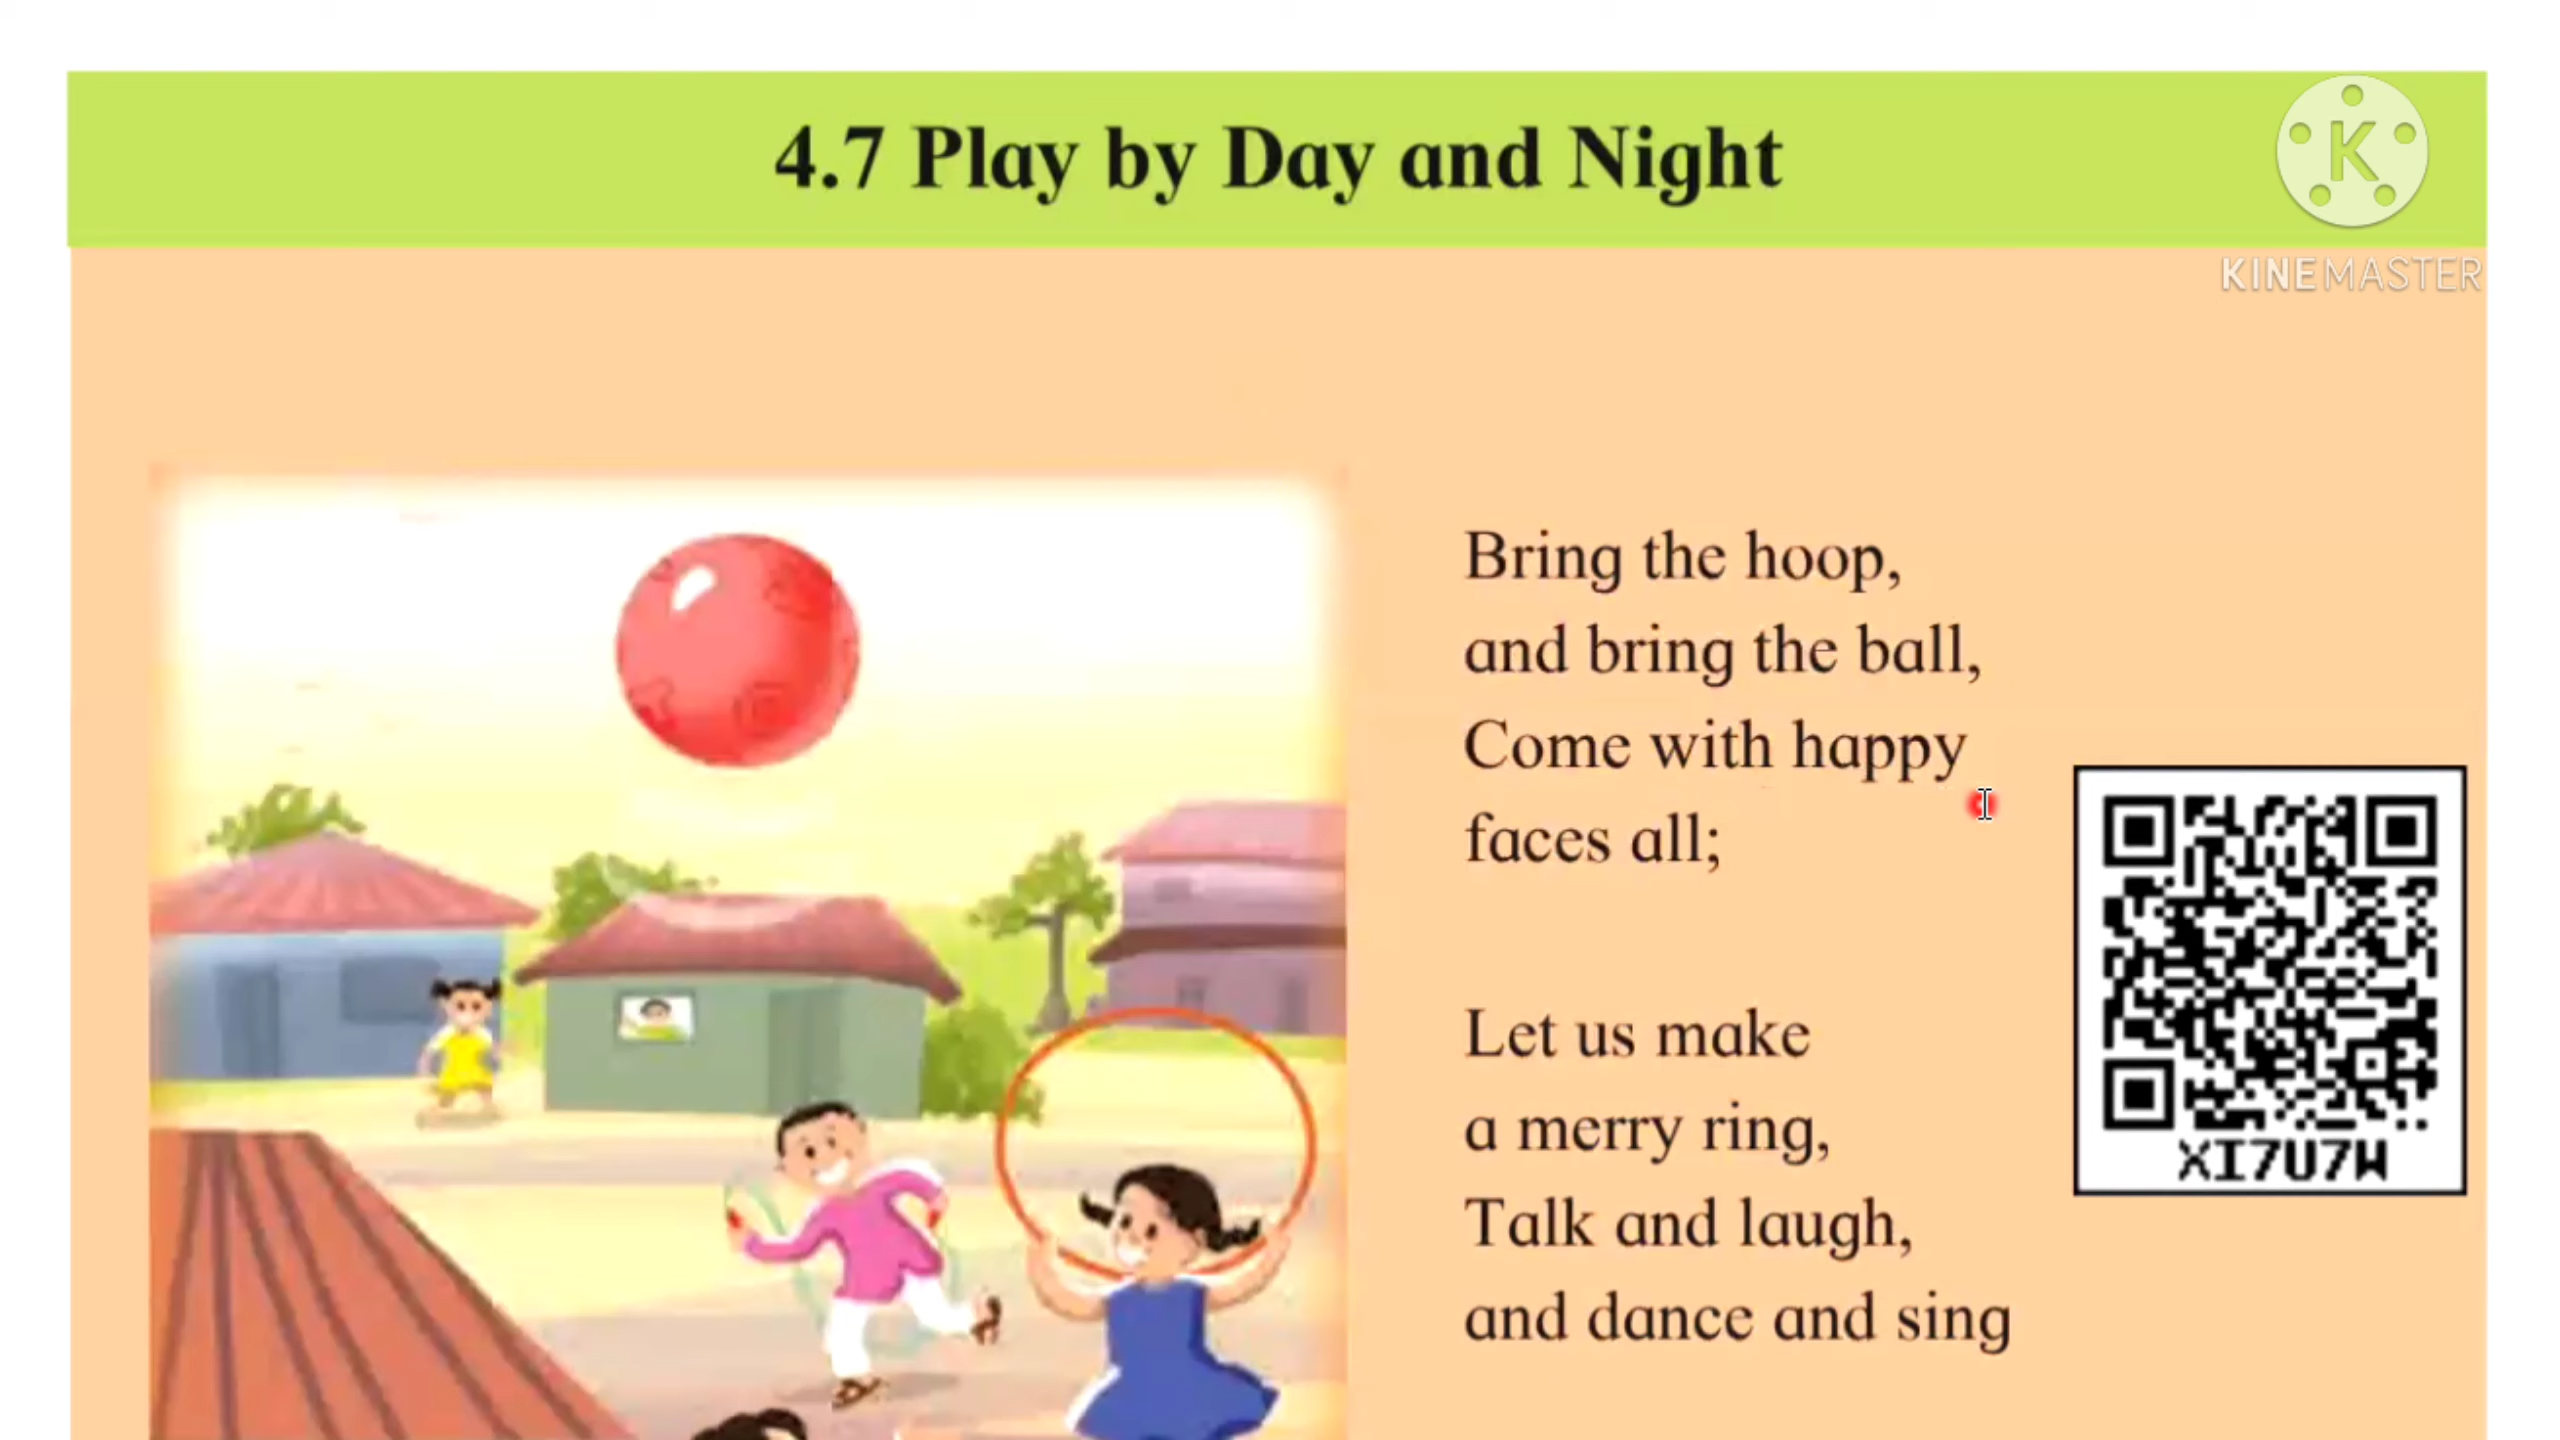 4.7 Play by Day and Night
K
KINEMASTER
Bring the hoop,
and bring the ball,
Come with happy
faces all;
Let us make
a merry ring,
Talk and laugh,
and dance and sing
XI7U7W